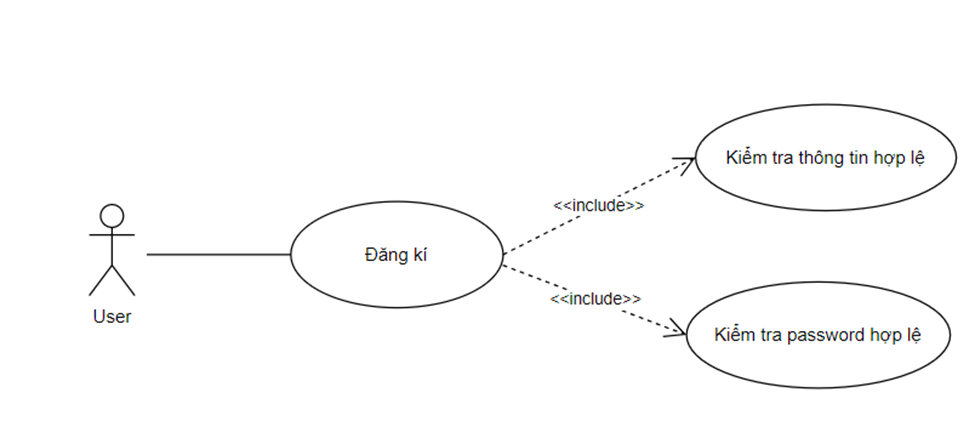 Kiểm tra thông tin hợp lệ
<<include>>
Đăng kí
<<include>>
User
Kiểm tra password hợp lệ